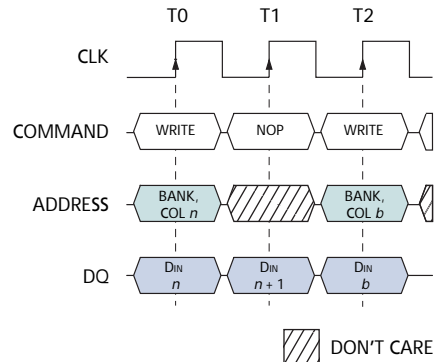 T0 T1 T2
CLK
COMMAND WRITE NOP WRITE
ADDRESS BANK, COL n BANK, COL b
DQ DIN n DIN n + 1 DIN b
DON'T CARE